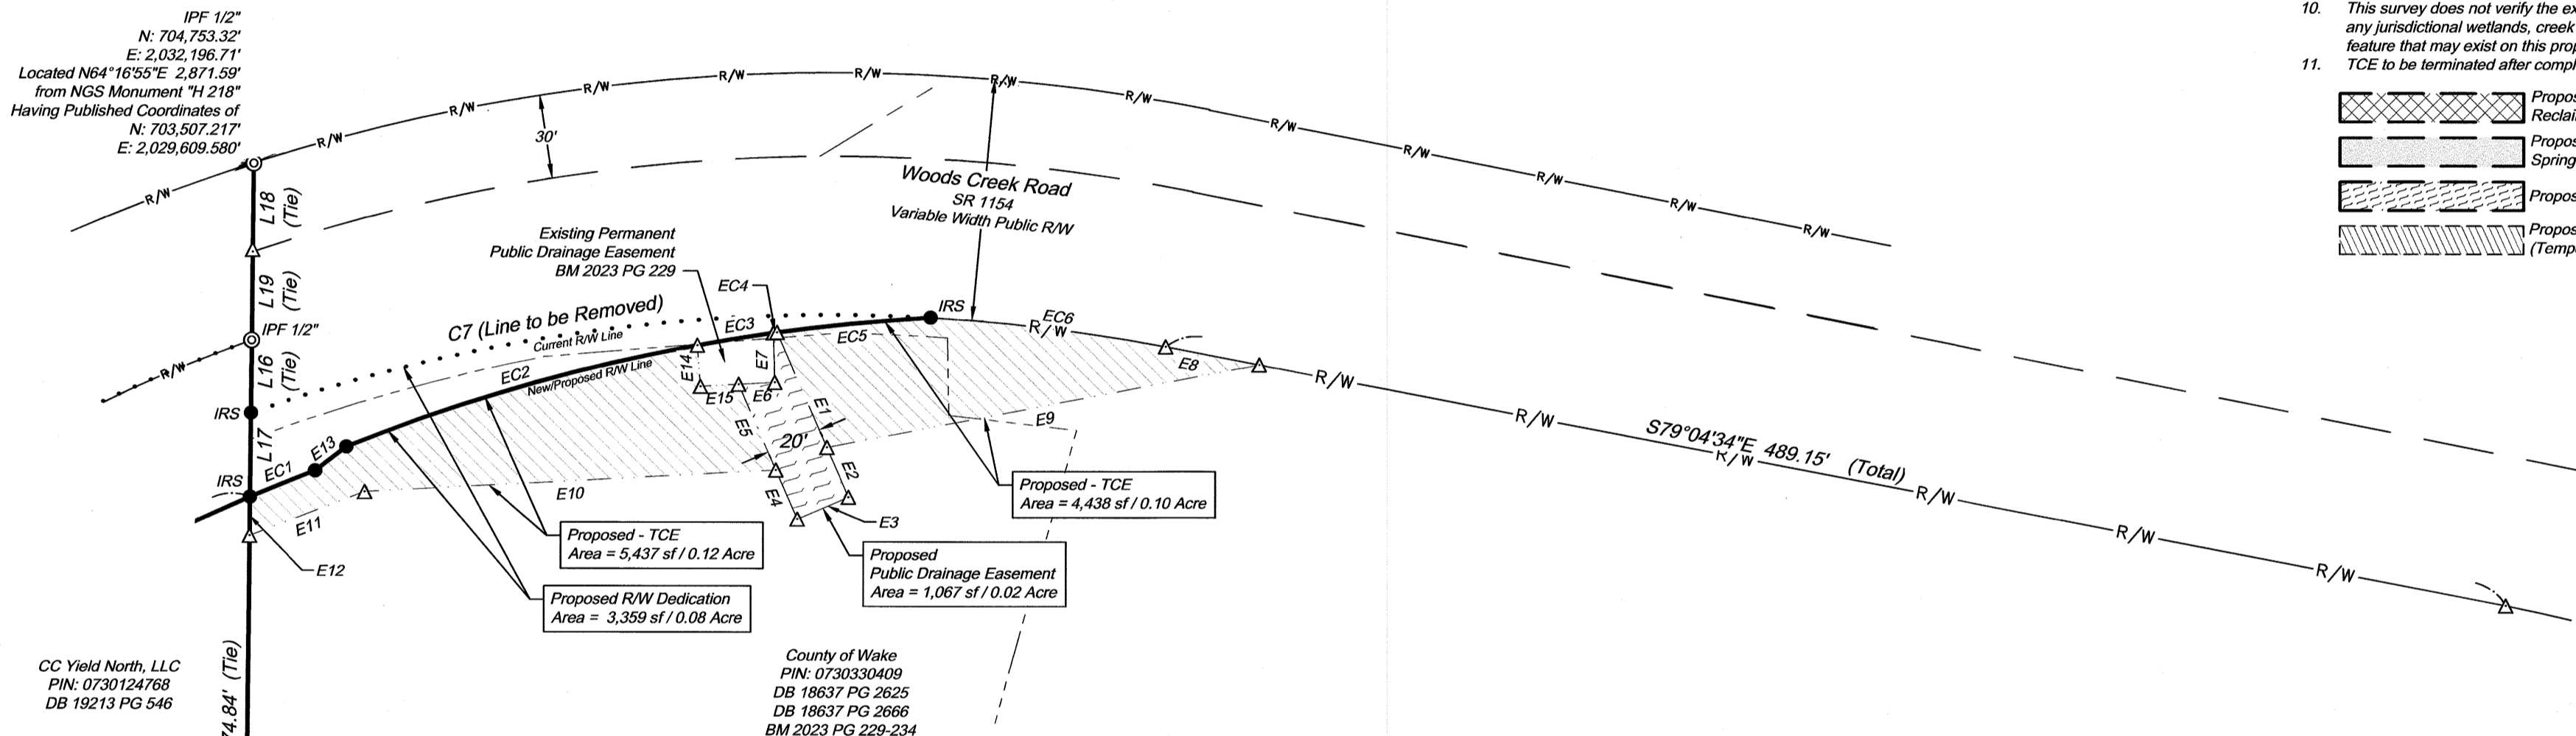 IPF 1/2"
N: 704,753.32'
E: 2,032,196.71'
Located N64°16'55"E 2,871.59'
from NGS Monument "H 218"
Having Published Coordinates of
N: 703,507.217'
E: 2,029,609.580'
R/W
R/W
R/W
R/W
R/W
R/W
R/W
R/W
R/W
R/W
R/W
R/W
R/W
30'
L18
(Tie)
L19
(Tie)
IPF 1/2"
R/W
L16
(Tie)
IRS
L17
IRS
Woods Creek Road
SR 1154
Variable Width Public R/W
Existing Permanent
Public Drainage Easement
BM 2023 PG 229
EC4
C7 (Line to be Removed)
Current R/W Line
EC3
EC5
IRS
EC6
R/W
EC2
New/Proposed R/W Line
E14
E7
E15
E6
E8
E1
E5
20'
E9
EC1
E13
E2
E4
E3
E10
E11
E12
R/W
R/W
S79°04'34"E 489.15' (Total)
R/W
R/W
R/W
R/W
Proposed - TCE
Area = 4,438 sf / 0.10 Acre
Proposed - TCE
Area = 5,437 sf / 0.12 Acre
Proposed
Public Drainage Easement
Area = 1,067 sf / 0.02 Acre
Proposed R/W Dedication
Area = 3,359 sf / 0.08 Acre
CC Yield North, LLC
PIN: 0730124768
DB 19213 PG 546
74.84' (Tie)
County of Wake
PIN: 0730330409
DB 18637 PG 2625
DB 18637 PG 2666
BM 2023 PG 229-234
10. This survey does not verify the ex
any jurisdictional wetlands, creek
feature that may exist on this prop
11. TCE to be terminated after compl
Propos
Reclai
Propos
Spring
Propos
Propos
(Temp